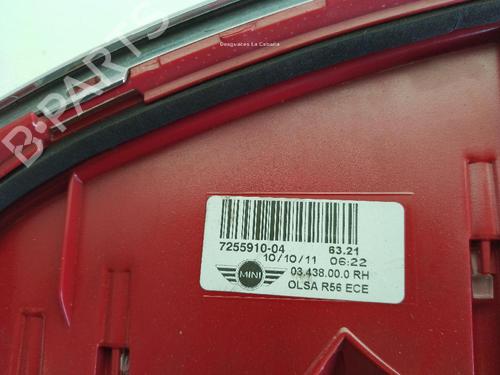 Desguaces La Cabaña
B-PARTS
7255910-04 63.21
10/10/11 06:22
MINI 03.438.00.0 RH
OLSA R56 ECE